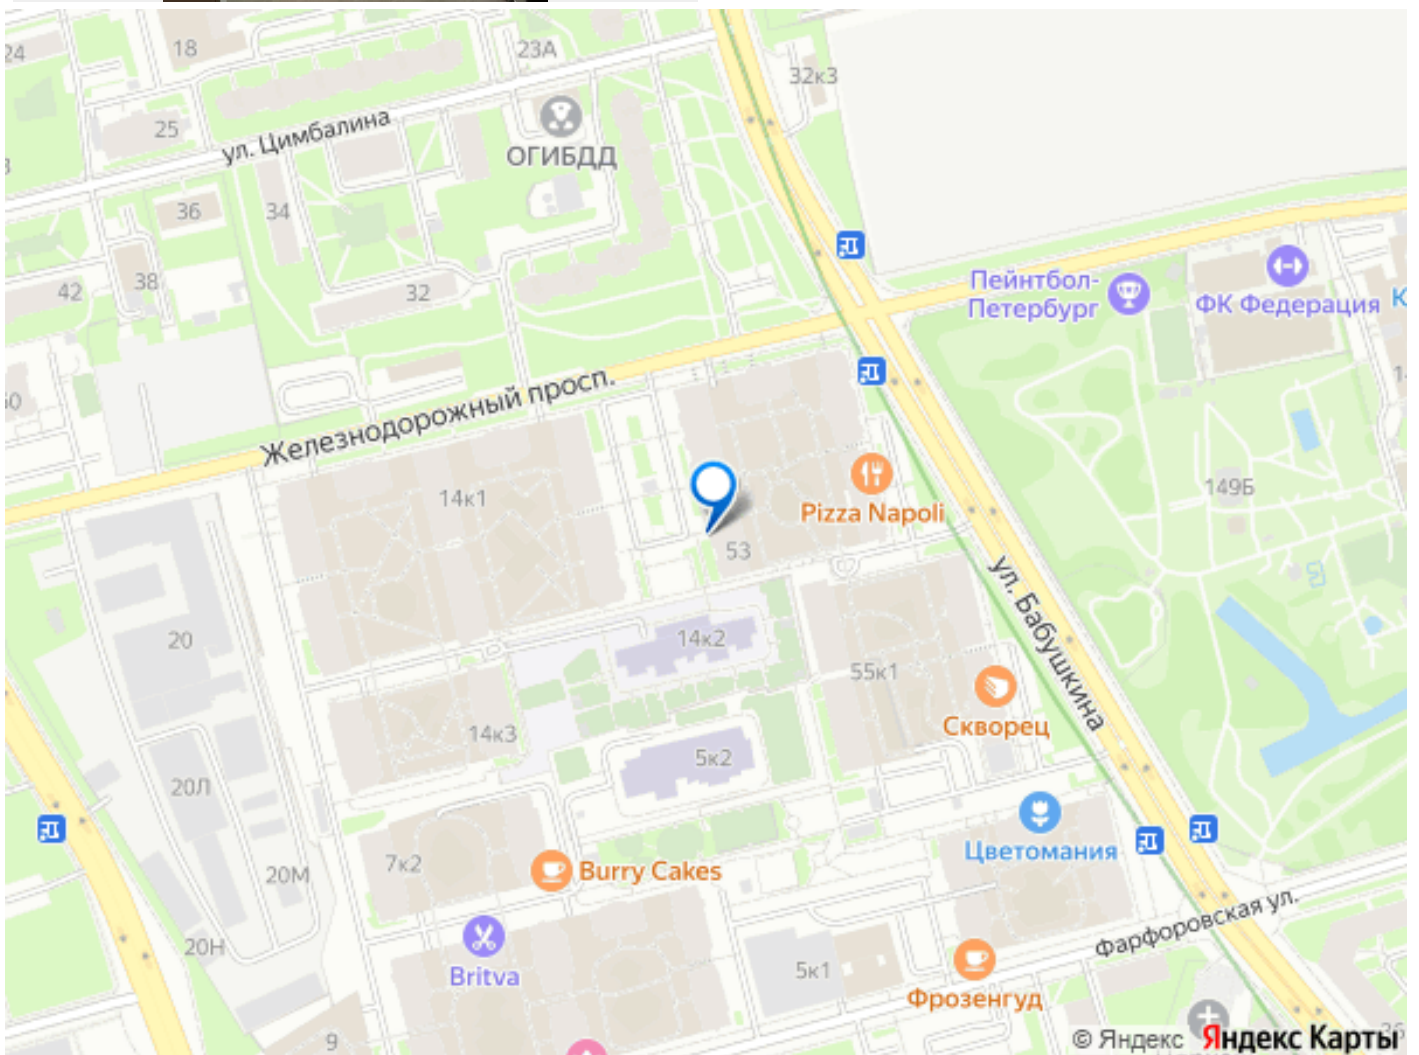 24
18
23А
32к3
25
ул. Цимбалина
ОГИБДД
36
34
42
38
32
Пейнтбол-
Петербург
ФК Федерация
К
Железнодорожный просп.
14к1
Pizza Napoli
149Б
53
ул. Бабушкина
20
14к2
55к1
Скворец
14к3
5к2
20Л
Цветомания
7к2
Burry Cakes
20М
Фарфоровская ул.
20Н
Britva
5к1
Фрозенгуд
9
© Яндекс Яндекс Карты